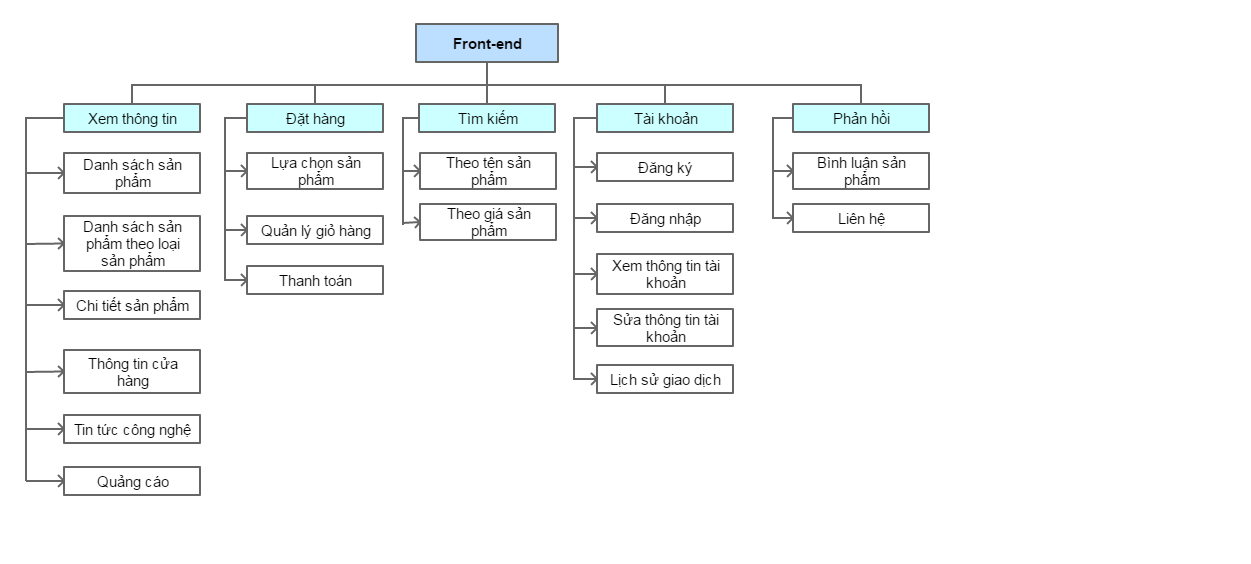 Front-end
Xem thông tin
Danh sách sản
phẩm
Danh sách sản
phẩm theo loại
sản phẩm
Chi tiết sản phẩm
Thông tin cửa
hàng
Tin tức công nghệ
Quảng cáo
Đặt hàng
Lựa chọn sản
phẩm
Quản lý giỏ hàng
Thanh toán
Tìm kiếm
Theo tên sản
phẩm
Theo giá sản
phẩm
Tài khoản
Đăng ký
Đăng nhập
Xem thông tin tài
khoản
Sửa thông tin tài
khoản
Lịch sử giao dịch
Phản hồi
Bình luận sản
phẩm
Liên hệ